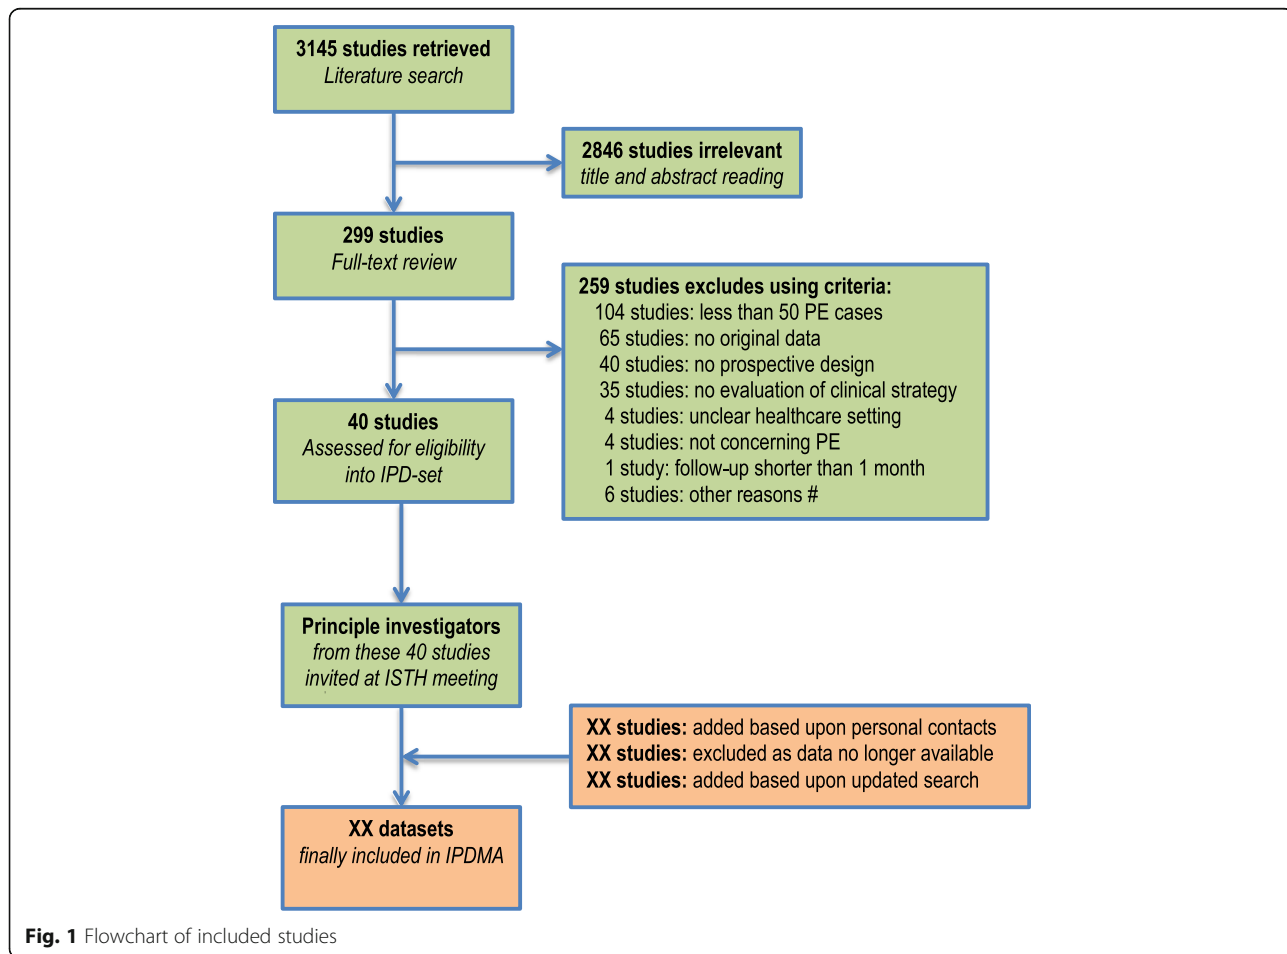 3145 studies retrieved
Literature search
2846 studies irrelevant
title and abstract reading
299 studies
Full-text review
259 studies excludes using criteria:
104 studies: less than 50 PE cases
65 studies: no original data
40 studies: no prospective design
35 studies: no evaluation of clinical strategy
4 studies: unclear healthcare setting
4 studies: not concerning PE
1 study: follow-up shorter than 1 month
6 studies: other reasons #
40 studies
Assessed for eligibility
into IPD-set
Principle investigators
from these 40 studies
invited at ISTH meeting
XX studies: added based upon personal contacts
XX studies: excluded as data no longer available
XX studies: added based upon updated search
XX datasets
finally included in IPDMA
Fig. 1 Flowchart of included studies